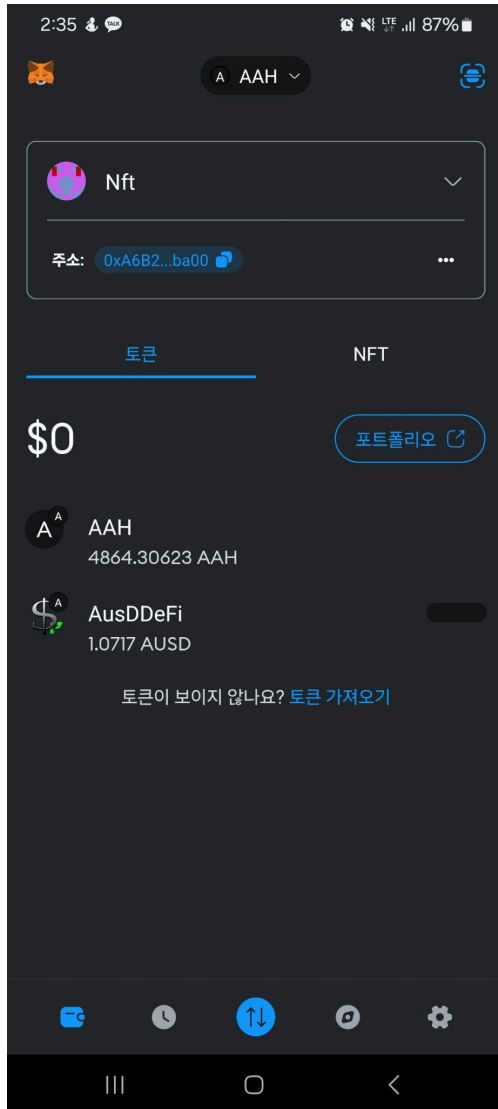 2:35 TALK LTE 87%
A AAH
Nft
주소: 0xA6B2...ba00
토큰 NFT
$0 포트폴리오
A A AAH
4864.30623 AAH
A AusDDeFi
1.0717 AUSD
토큰이 보이지 않나요? 토큰 가져오기